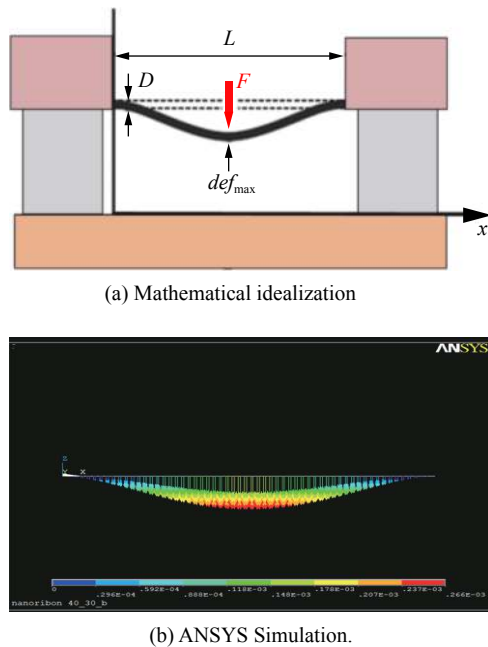 L
D
F
def_max
x
(a) Mathematical idealization
ANSYS
Z
Y X
0 .296E-04 .592E-04 .888E-04 .118E-03 .148E-03 .178E-03 .207E-03 .237E-03 .266E-03
nanoribon 40_30_b
(b) ANSYS Simulation.